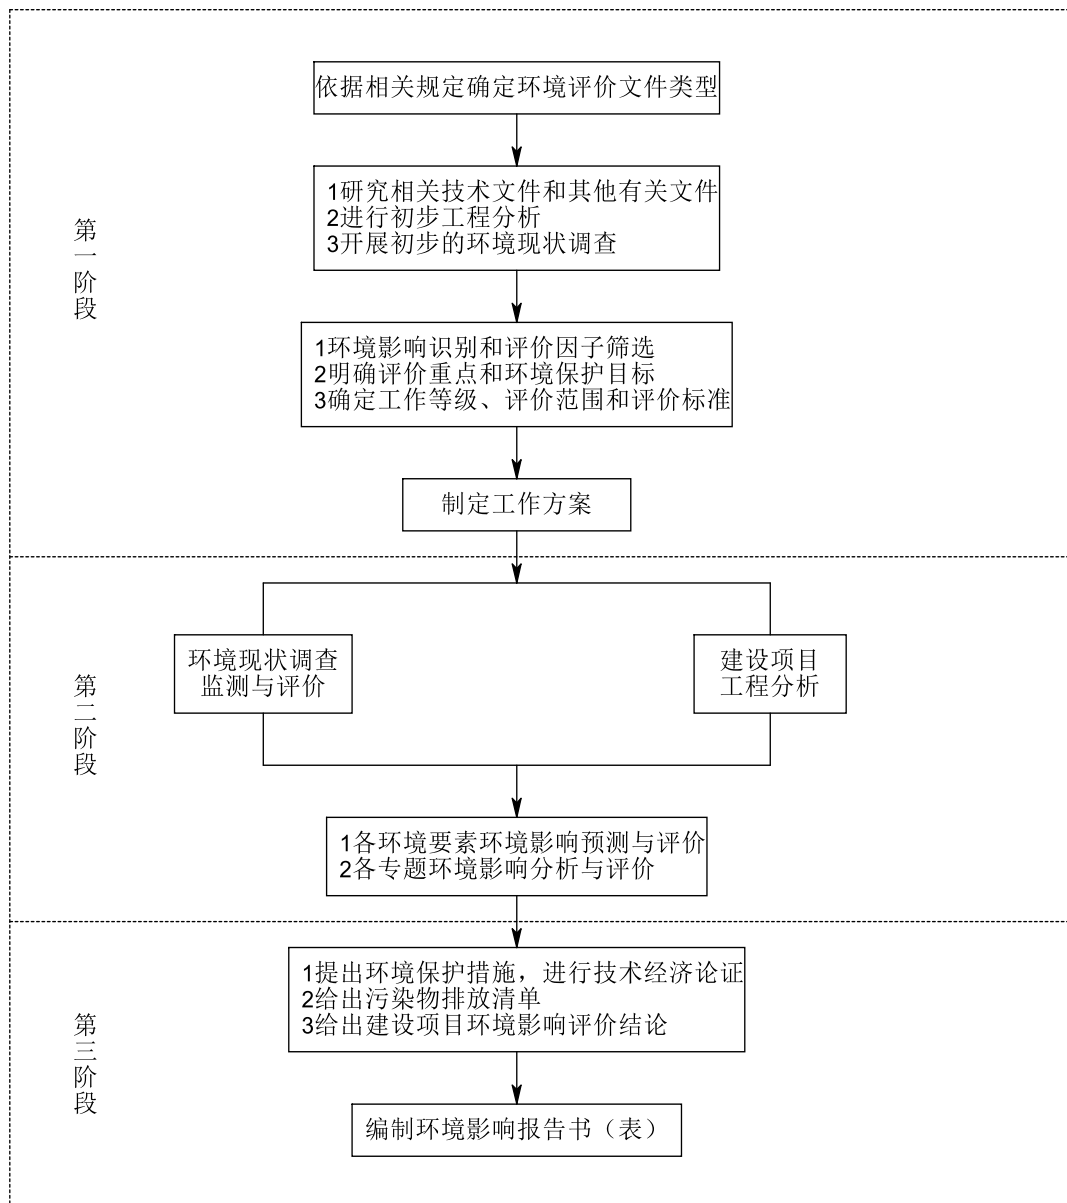 依据相关规定确定环境评价文件类型
第一阶段
1研究相关技术文件和其他有关文件
2进行初步工程分析
3开展初步的环境现状调查
1环境影响识别和评价因子筛选
2明确评价重点和环境保护目标
3确定工作等级、评价范围和评价标准
制定工作方案
第二阶段
环境现状调查
监测与评价
建设项目
工程分析
1各环境要素环境影响预测与评价
2各专题环境影响分析与评价
第三阶段
1提出环境保护措施，进行技术经济论证
2给出污染物排放清单
3给出建设项目环境影响评价结论
编制环境影响报告书（表）